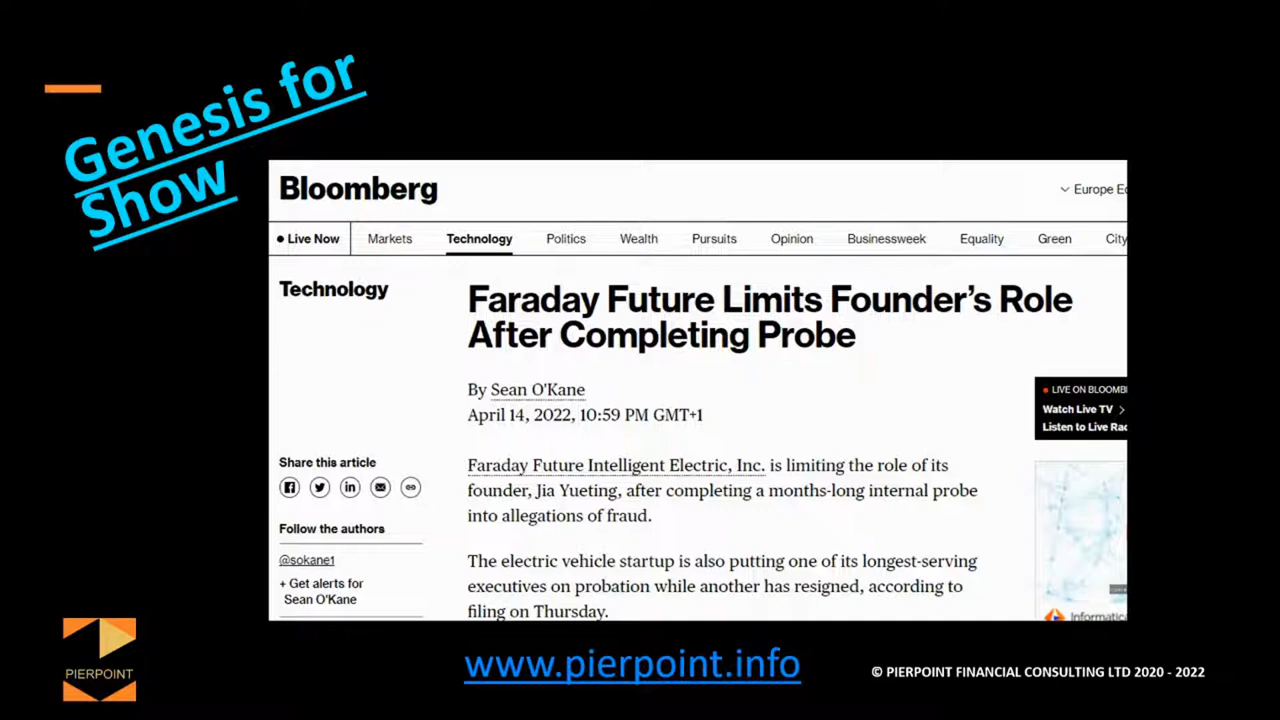 Genesis for
Show
Bloomberg
Europe Ed
Live Now
Markets
Technology
Politics
Wealth
Pursuits
Opinion
Businessweek
Equality
Green
City
Technology
Faraday Future Limits Founder's Role
After Completing Probe
By Sean O'Kane
April 14, 2022, 10:59 PM GMT+1
LIVE ON BLOOMB
Watch Live TV
Listen to Live Rad
Share this article
Faraday Future Intelligent Electric, Inc. is limiting the role of its
founder, Jia Yueting, after completing a months-long internal probe
into allegations of fraud.
Follow the authors
@sokane1
+ Get alerts for
Sean O'Kane
The electric vehicle startup is also putting one of its longest-serving
executives on probation while another has resigned, according to
filing on Thursday.
Informatica
PIERPOINT
www.pierpoint.info
© PIERPOINT FINANCIAL CONSULTING LTD 2020 - 2022